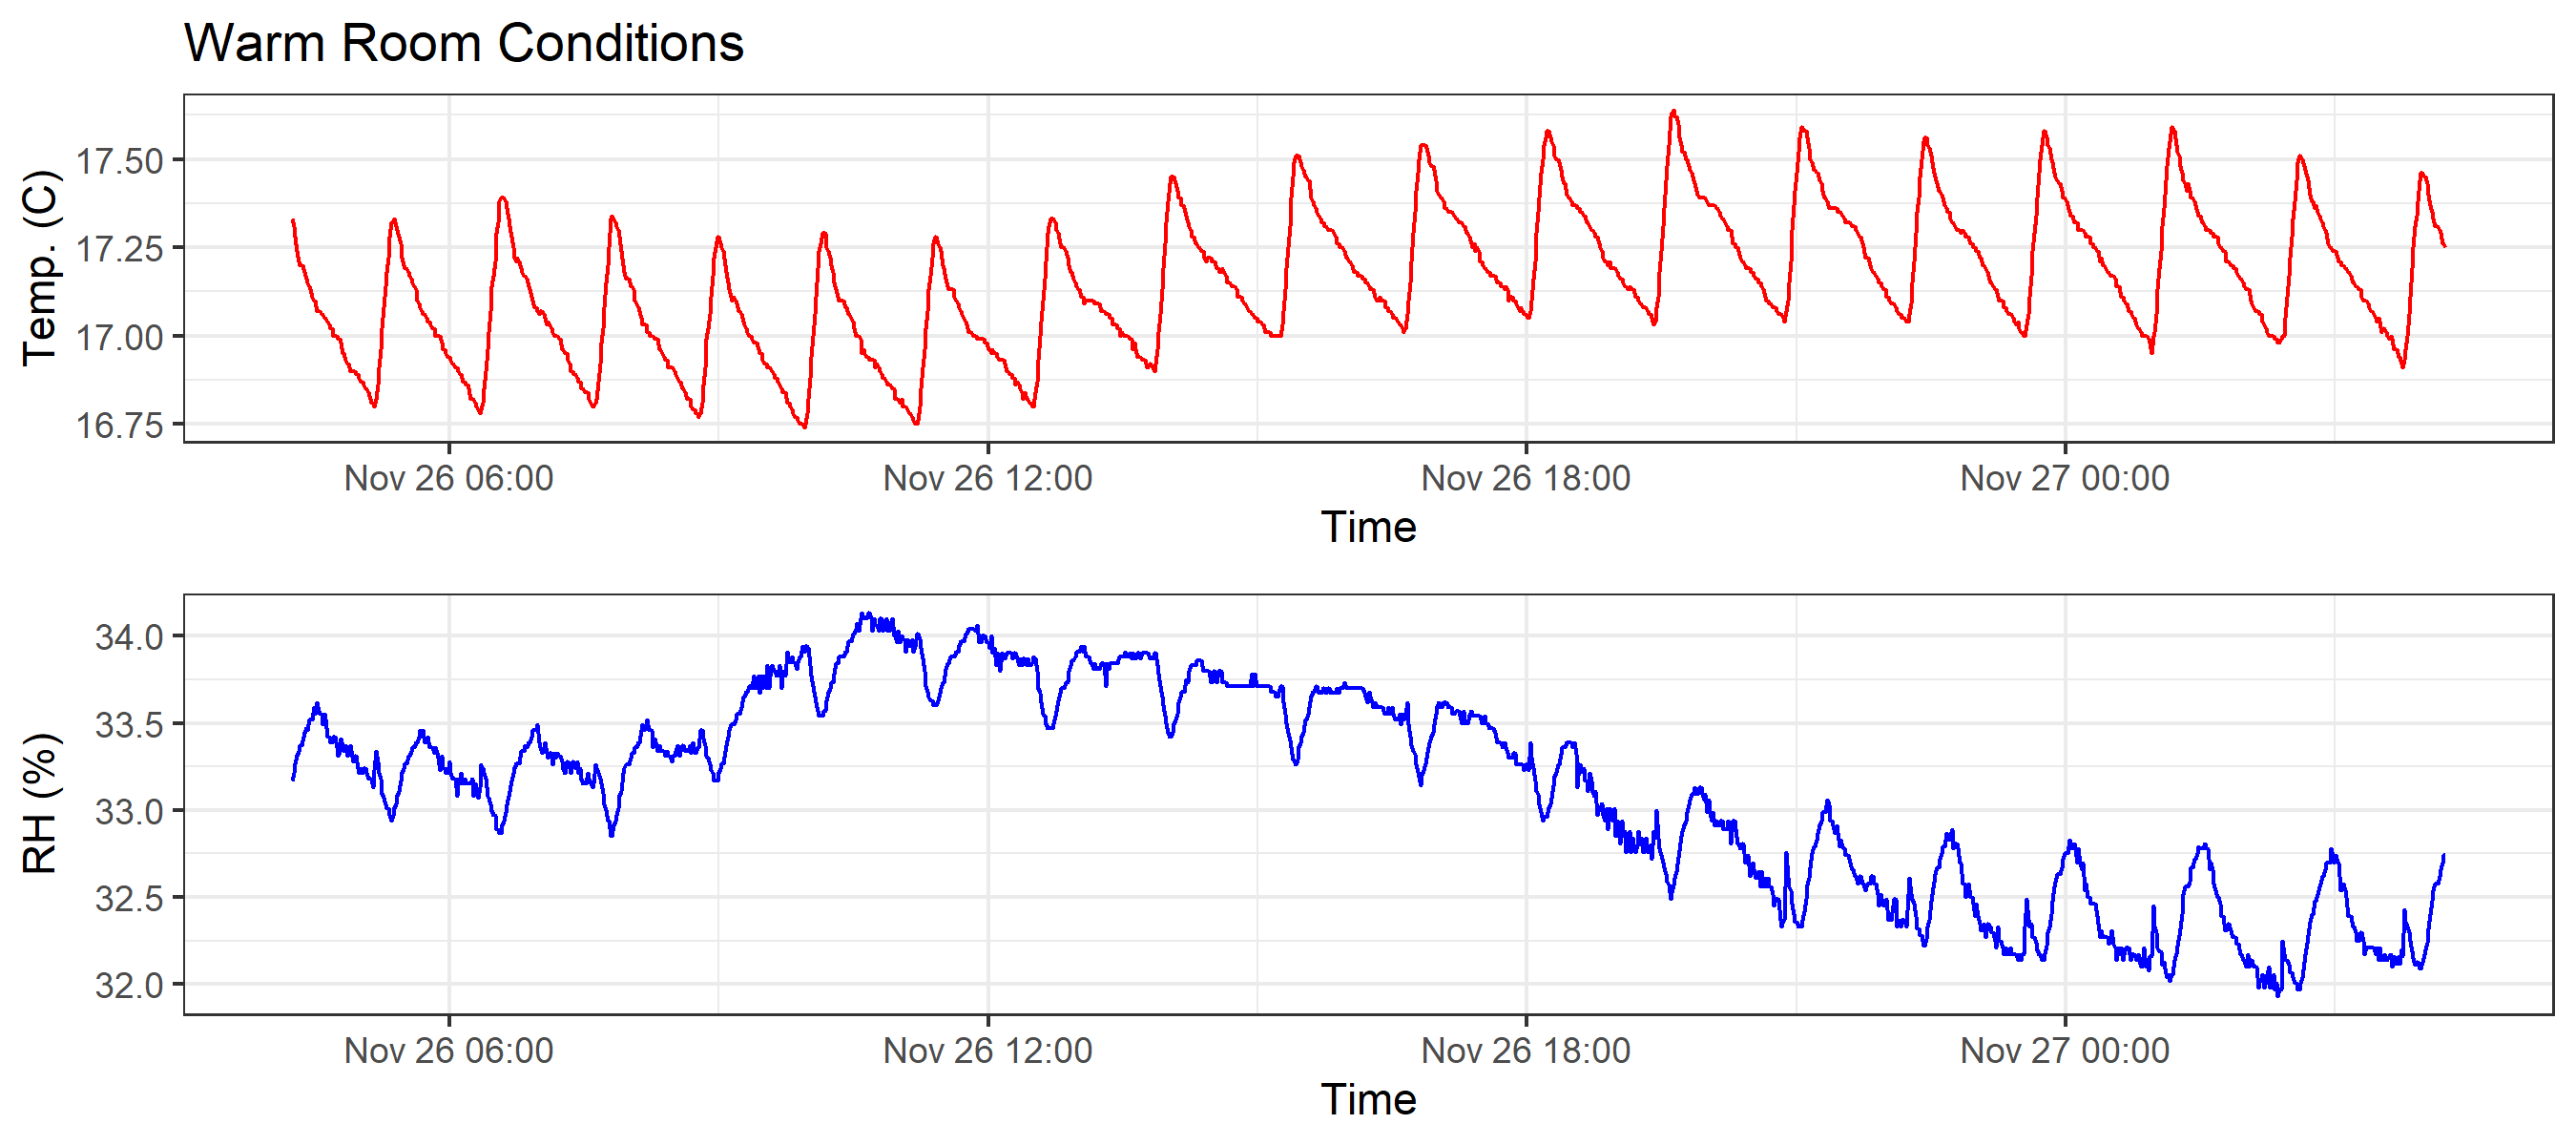 Warm Room Conditions
Temp. (C)
17.50
17.25
17.00
16.75
Nov 26 06:00 Nov 26 12:00 Nov 26 18:00 Nov 27 00:00
Time
RH (%)
34.0
33.5
33.0
32.5
32.0
Nov 26 06:00 Nov 26 12:00 Nov 26 18:00 Nov 27 00:00
Time